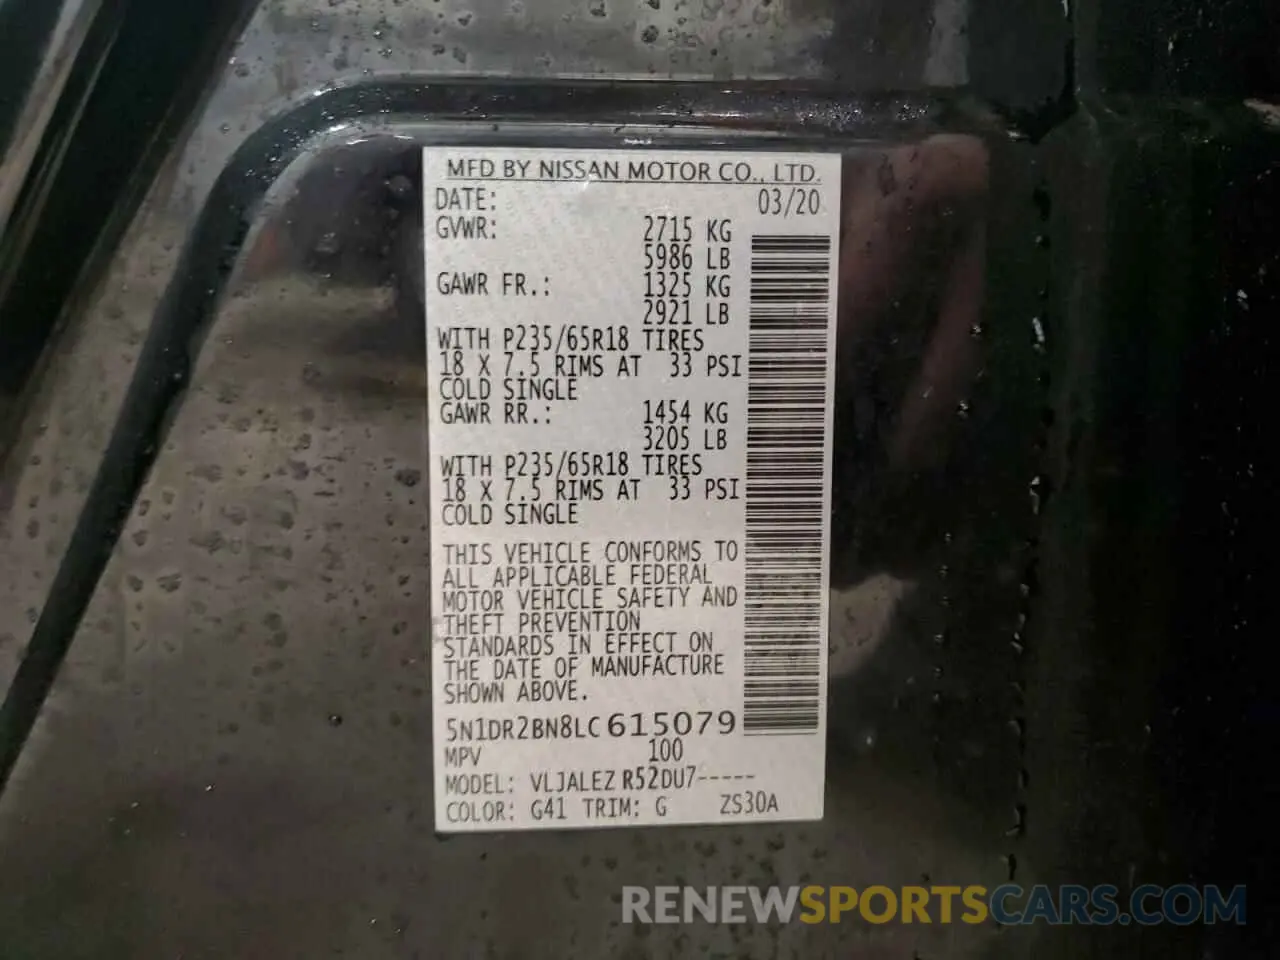 MFD BY NISSAN MOTOR CO., LTD.
DATE: 03/20
GVWR: 2715 KG
5986 LB
GAWR FR.: 1325 KG
2921 LB
WITH P235/65R18 TIRES
18 X 7.5 RIMS AT 33 PSI
COLD SINGLE
GAWR RR.: 1454 KG
3205 LB
WITH P235/65R18 TIRES
18 X 7.5 RIMS AT 33 PSI
COLD SINGLE
THIS VEHICLE CONFORMS TO
ALL APPLICABLE FEDERAL
MOTOR VEHICLE SAFETY AND
THEFT PREVENTION
STANDARDS IN EFFECT ON
THE DATE OF MANUFACTURE
SHOWN ABOVE.
5N1DR2BN8LC615079
MPV 100
MODEL: VLJALEZ R52DU7-----
COLOR: G41 TRIM: G ZS30A
RENEWSPORTSCARS.COM